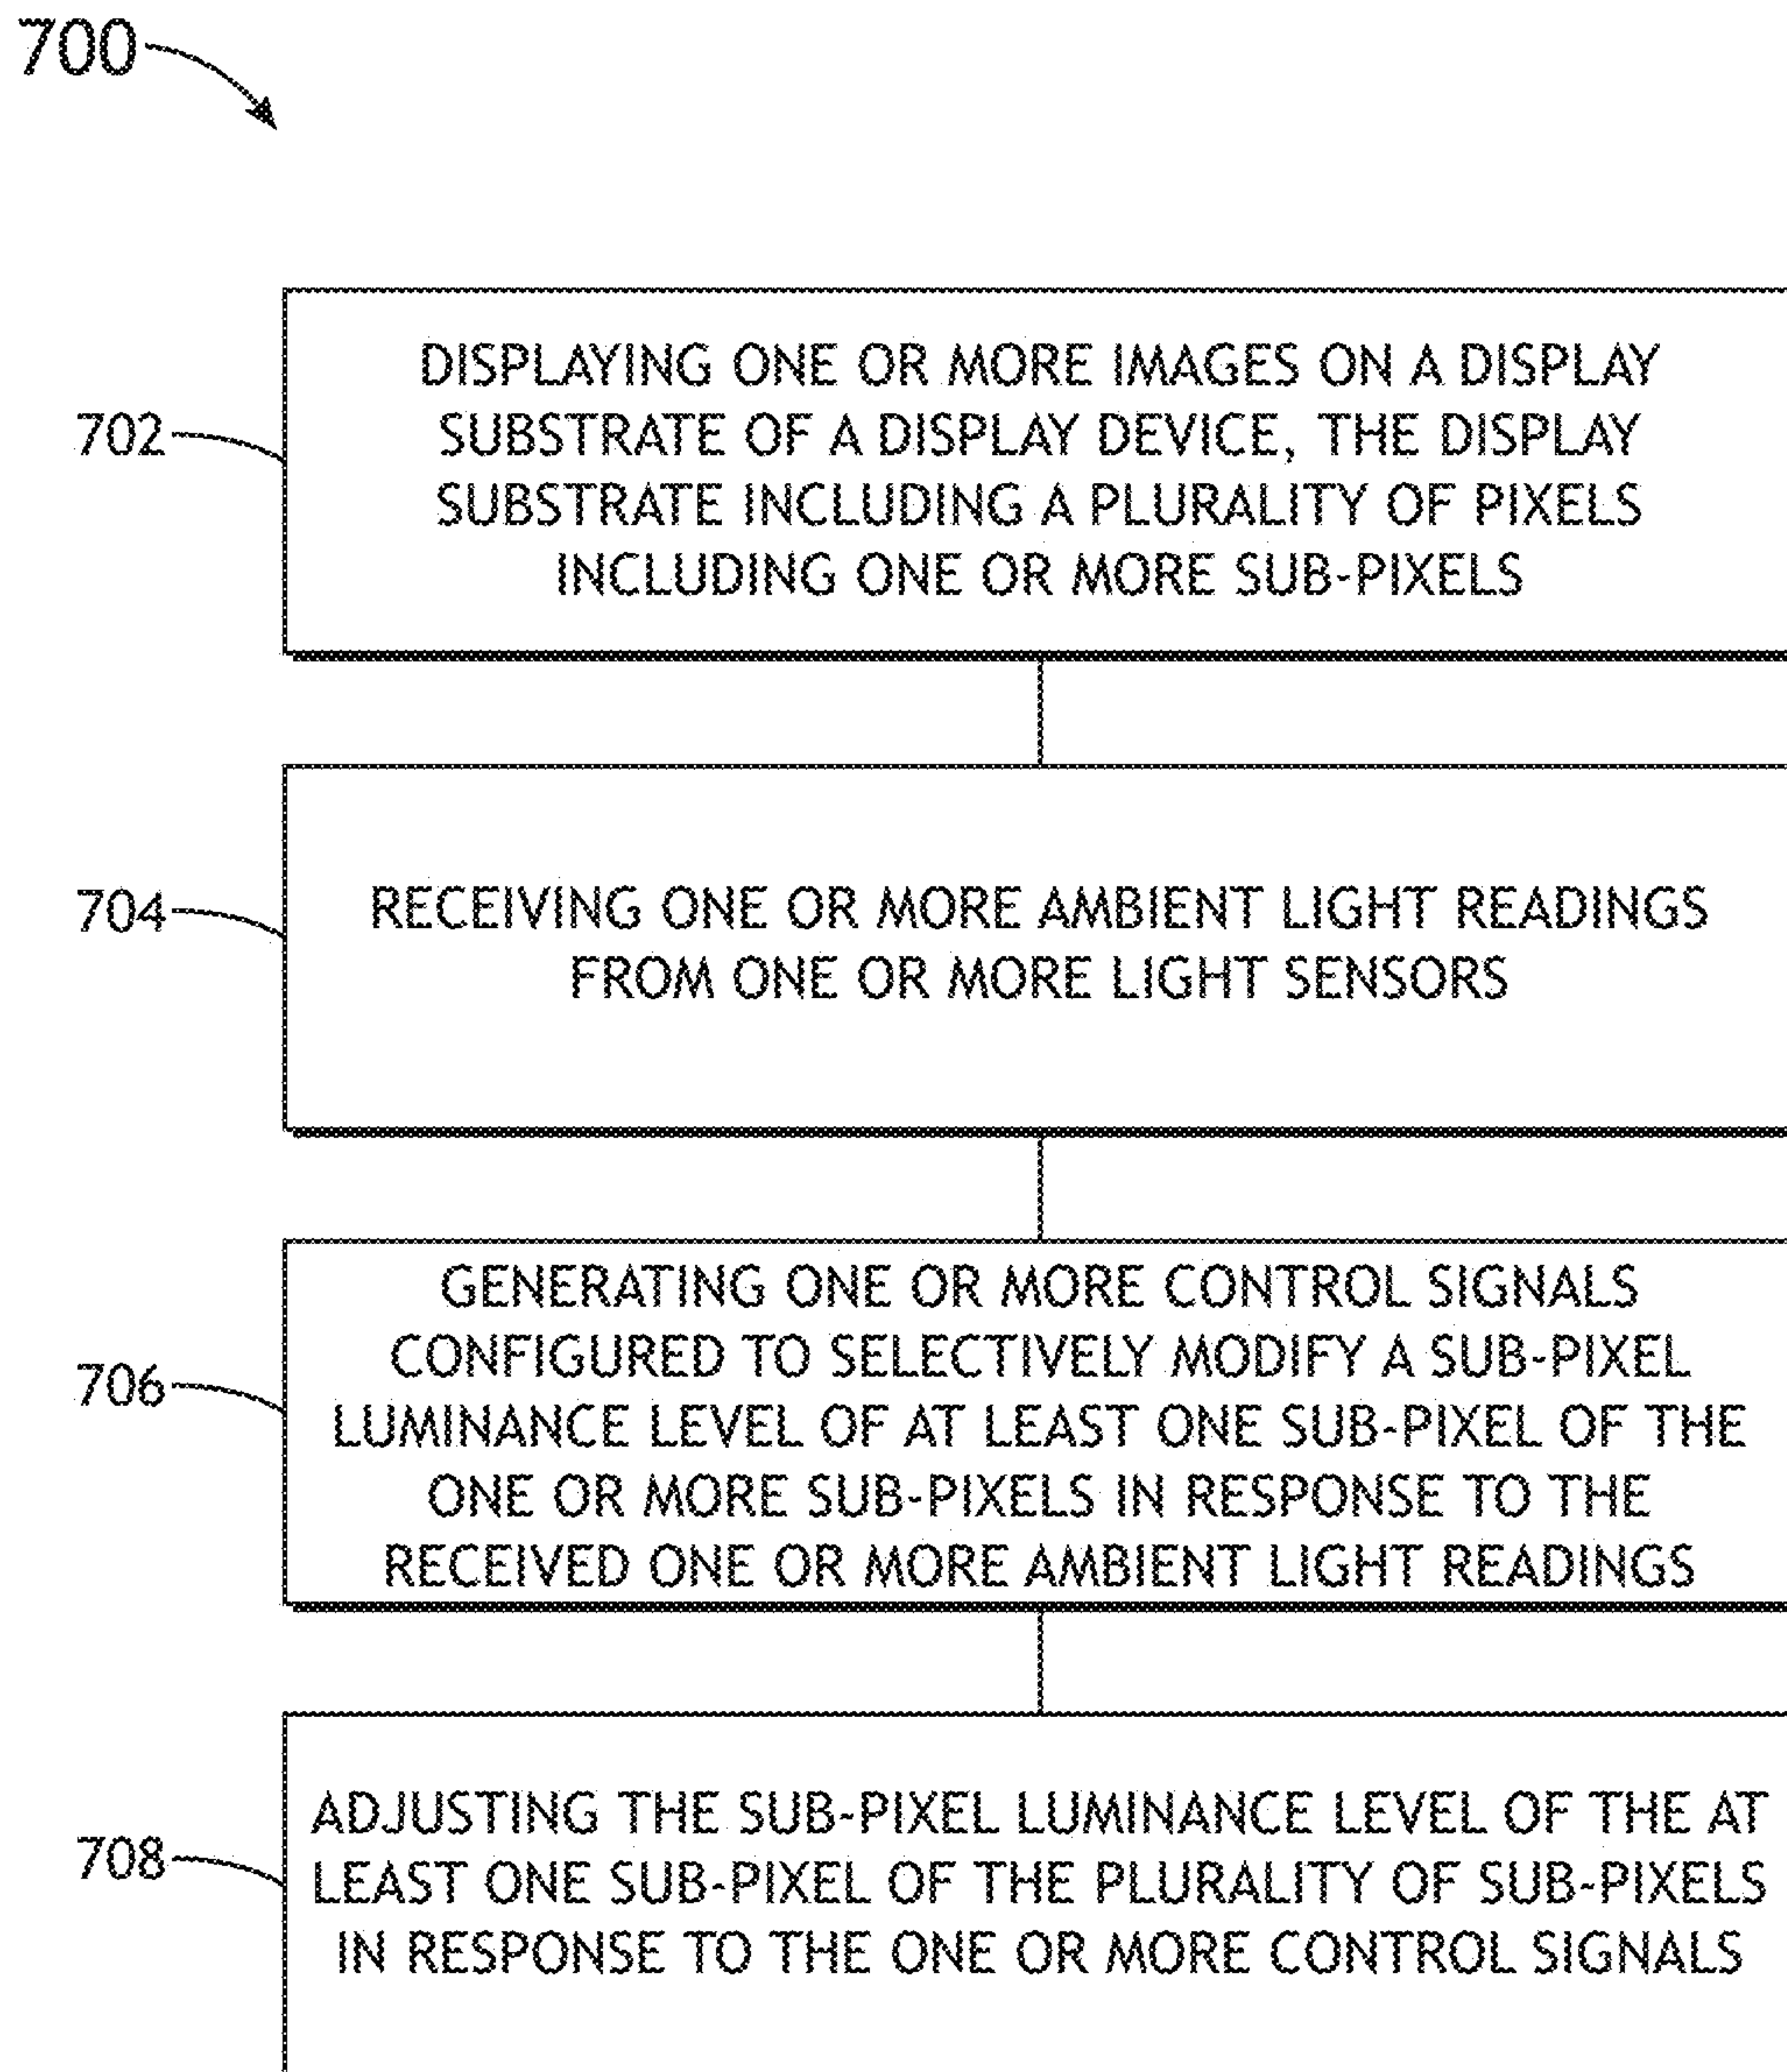 700
702
DISPLAYING ONE OR MORE IMAGES ON A DISPLAY
SUBSTRATE OF A DISPLAY DEVICE, THE DISPLAY
SUBSTRATE INCLUDING A PLURALITY OF PIXELS
INCLUDING ONE OR MORE SUB-PIXELS
704
RECEIVING ONE OR MORE AMBIENT LIGHT READINGS
FROM ONE OR MORE LIGHT SENSORS
706
GENERATING ONE OR MORE CONTROL SIGNALS
CONFIGURED TO SELECTIVELY MODIFY A SUB-PIXEL
LUMINANCE LEVEL OF AT LEAST ONE SUB-PIXEL OF THE
ONE OR MORE SUB-PIXELS IN RESPONSE TO THE
RECEIVED ONE OR MORE AMBIENT LIGHT READINGS
708
ADJUSTING THE SUB-PIXEL LUMINANCE LEVEL OF THE AT
LEAST ONE SUB-PIXEL OF THE PLURALITY OF SUB-PIXELS
IN RESPONSE TO THE ONE OR MORE CONTROL SIGNALS